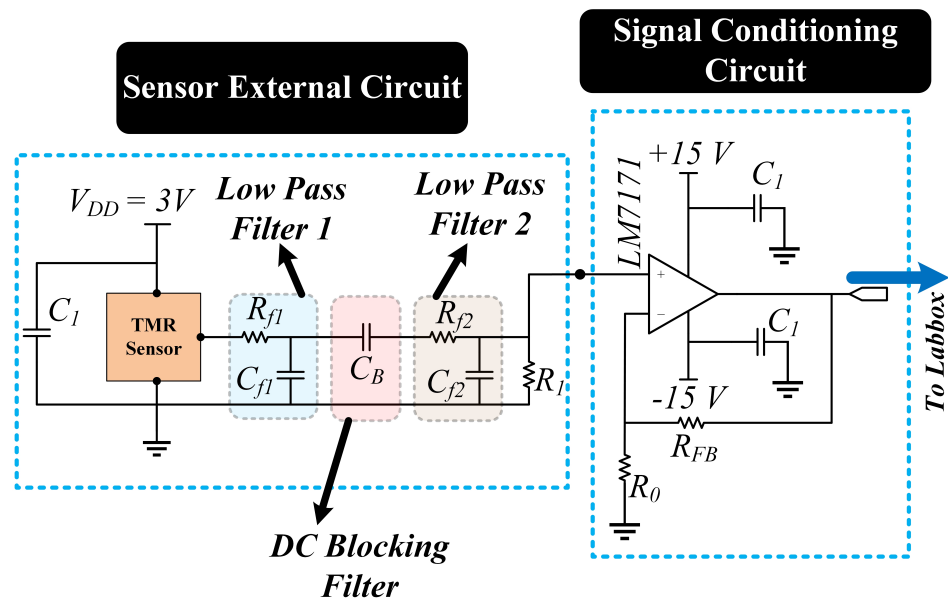 Sensor External Circuit
Signal Conditioning
Circuit
V_DD = 3V
Low Pass
Filter 1
Low Pass
Filter 2
C_1
TMR
Sensor
R_f1
C_f1
C_B
R_f2
C_f2
R_1
DC Blocking
Filter
LM7171
+15 V
C_1
+
−
C_1
-15 V
R_FB
R_0
To Labbox